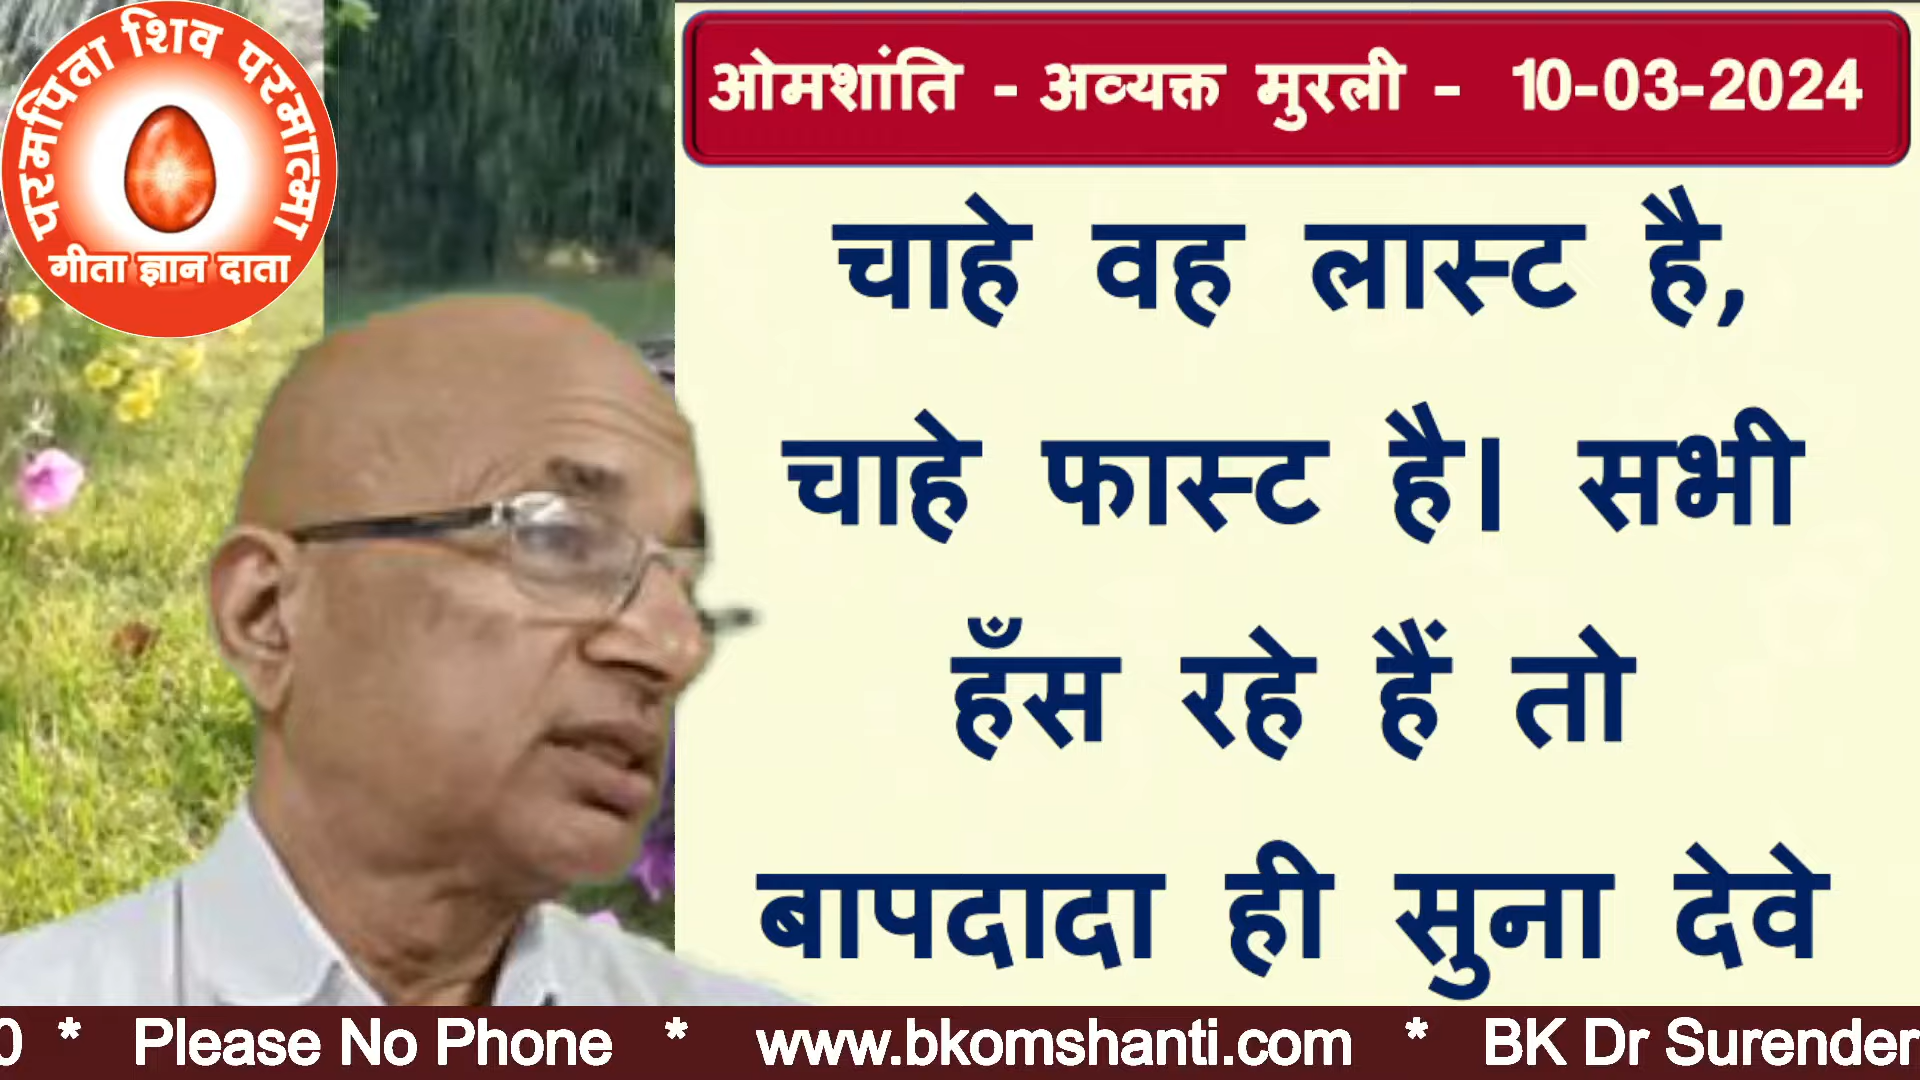 परमपिता शिव परमात्मा
गीता ज्ञान दाता
ओमशांति - अव्यक्त मुरली - 10-03-2024
चाहे वह लास्ट है,
चाहे फास्ट है। सभी
हँस रहे हैं तो
बापदादा ही सुना देवे
0 * Please No Phone * www.bkomshanti.com * BK Dr Surender